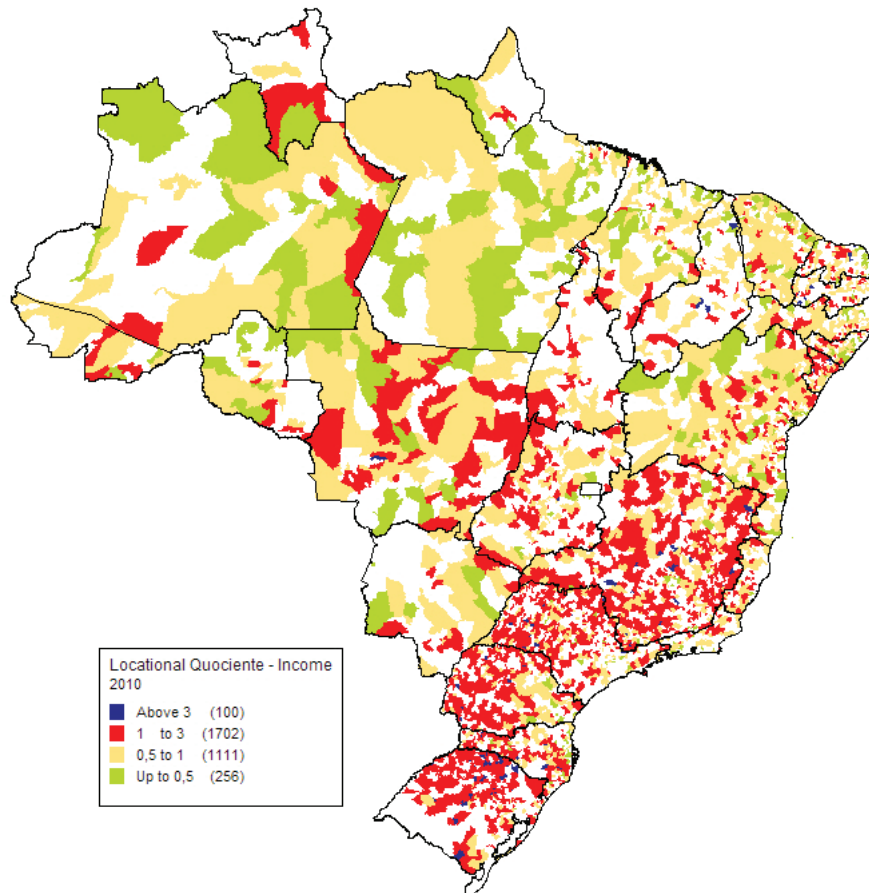 Locational Quociente - Income
2010
Above 3 (100)
1 to 3 (1702)
0,5 to 1 (1111)
Up to 0,5 (256)